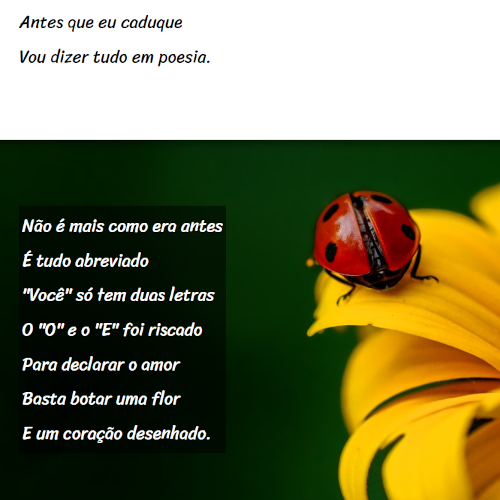 Antes que eu caduque
Vou dizer tudo em poesia.
Não é mais como era antes
É tudo abreviado
"Você" só tem duas letras
O "O" e o "E" foi riscado
Para declarar o amor
Basta botar uma flor
E um coração desenhado.